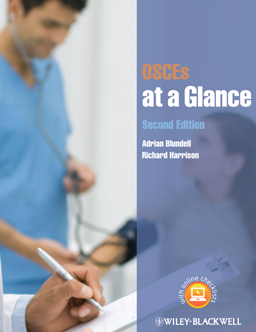 OSCEs
at a Glance
Second Edition
Adrian Blundell
Richard Harrison
with online checklists
WILEY-BLACKWELL